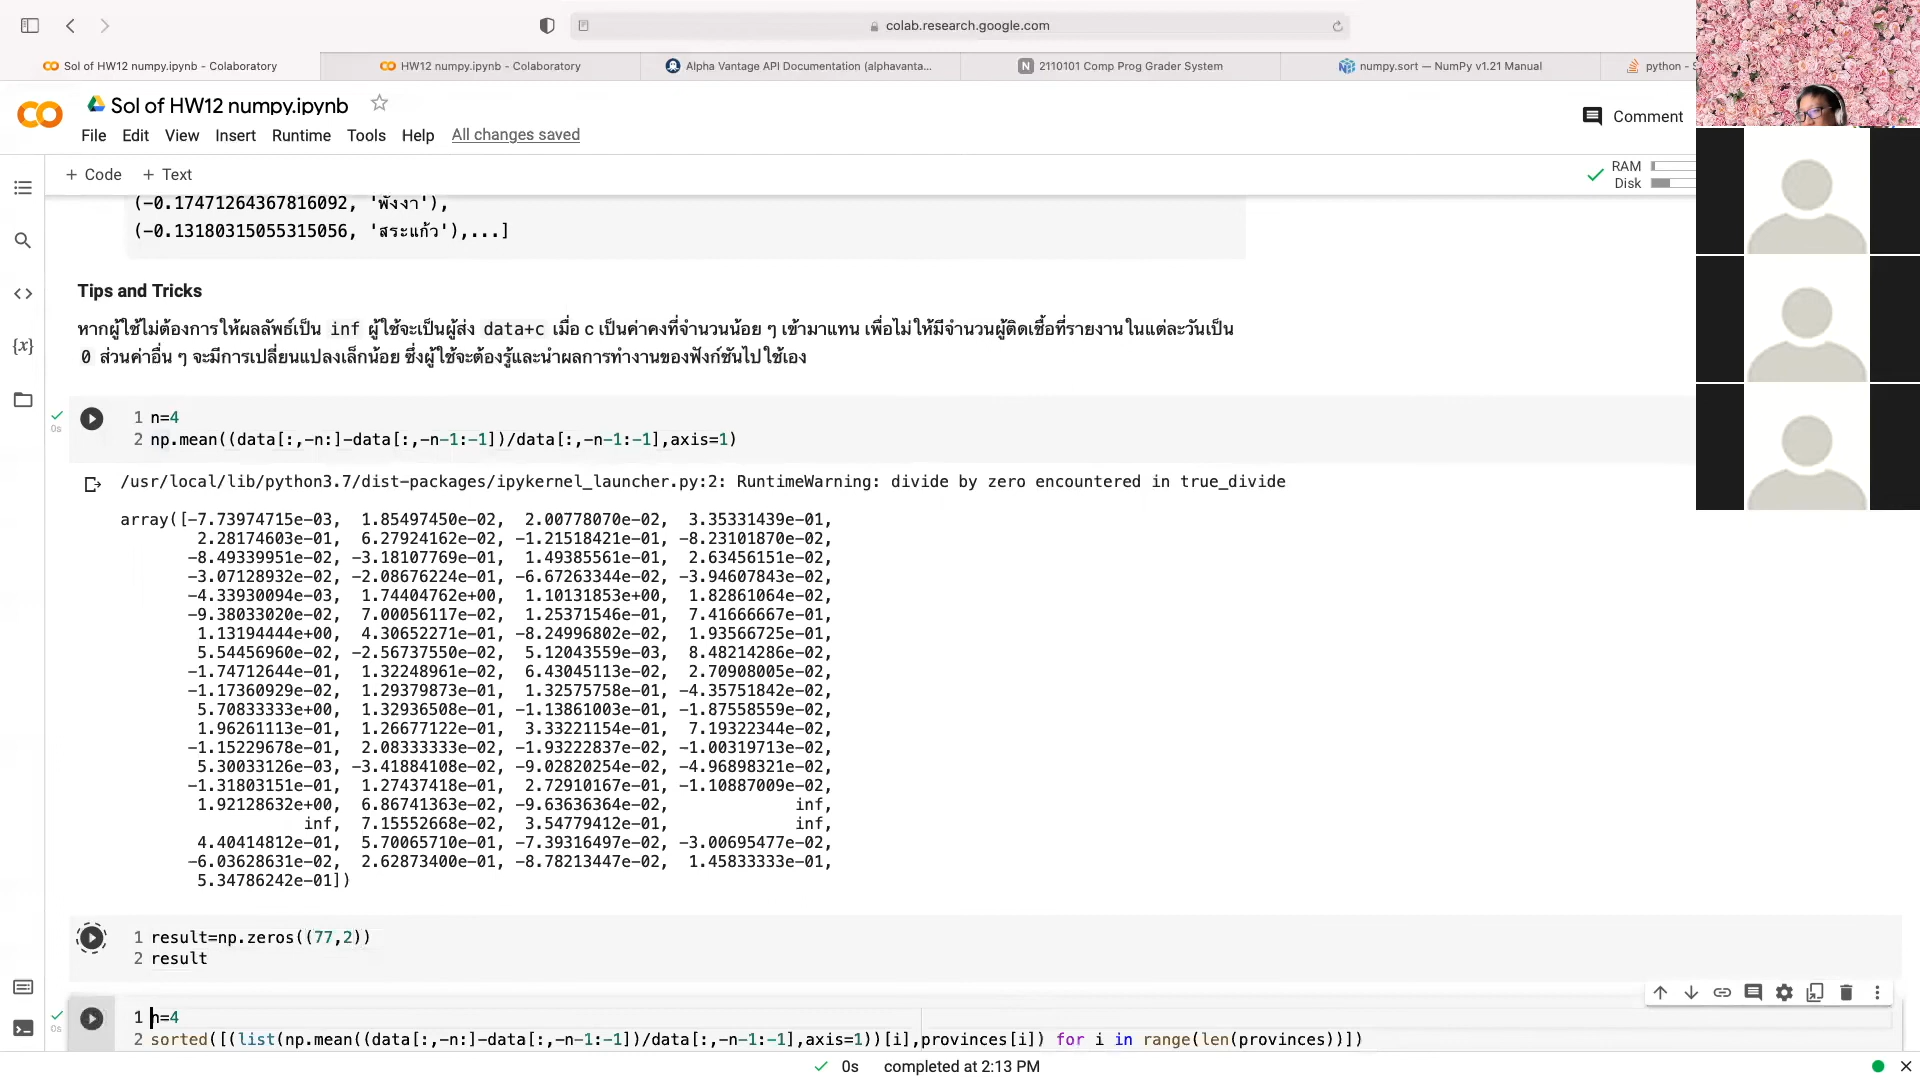 colab.research.google.com
Sol of HW12 numpy.ipynb - Colaboratory
HW12 numpy.ipynb - Colaboratory
Alpha Vantage API Documentation (alphavanta...
2110101 Comp Prog Grader System
numpy.sort — NumPy v1.21 Manual
python - S
Sol of HW12 numpy.ipynb
File Edit View Insert Runtime Tools Help All changes saved
Comment
+ Code + Text
RAM
Disk
(-0.17471264367816092, 'พังงา'),
(-0.13180315055315056, 'สระแก้ว'),...]
Tips and Tricks
หากผู้ใช้ไม่ต้องการให้ผลลัพธ์เป็น inf ผู้ใช้จะเป็นผู้ส่ง data+c เมื่อ c เป็นค่าคงที่จำนวนน้อย ๆ เข้ามาแทน เพื่อไม่ให้มีจำนวนผู้ติดเชื้อที่รายงานในแต่ละวันเป็น
0 ส่วนค่าอื่น ๆ จะมีการเปลี่ยนแปลงเล็กน้อย ซึ่งผู้ใช้จะต้องรู้และนำผลการทำงานของฟังก์ชันไปใช้เอง
0s
1 n=4
2 np.mean((data[:,-n:]-data[:,-n-1:-1])/data[:,-n-1:-1],axis=1)
/usr/local/lib/python3.7/dist-packages/ipykernel_launcher.py:2: RuntimeWarning: divide by zero encountered in true_divide
array([-7.73974715e-03, 1.85497450e-02, 2.00778070e-02, 3.35331439e-01,
2.28174603e-01, 6.27924162e-02, -1.21518421e-01, -8.23101870e-02,
-8.49339951e-02, -3.18107769e-01, 1.49385561e-01, 2.63456151e-02,
-3.07128932e-02, -2.08676224e-01, -6.67263344e-02, -3.94607843e-02,
-4.33930094e-03, 1.74404762e+00, 1.10131853e+00, 1.82861064e-02,
-9.38033020e-02, 7.00056117e-02, 1.25371546e-01, 7.41666667e-01,
1.13194444e+00, 4.30652271e-01, -8.24996802e-02, 1.93566725e-01,
5.54456960e-02, -2.56737550e-02, 5.12043559e-03, 8.48214286e-02,
-1.74712644e-01, 1.32248961e-02, 6.43045113e-02, 2.70908005e-02,
-1.17360929e-02, 1.29379873e-01, 1.32575758e-01, -4.35751842e-02,
5.70833333e+00, 1.32936508e-01, -1.13861003e-01, -1.87558559e-02,
1.96261113e-01, 1.26677122e-01, 3.33221154e-01, 7.19322344e-02,
-1.15229678e-01, 2.08333333e-02, -1.93222837e-02, -1.00319713e-02,
5.30033126e-03, -3.41884108e-02, -9.02820254e-02, -4.96898321e-02,
-1.31803151e-01, 1.27437418e-01, 2.72910167e-01, -1.10887009e-02,
1.92128632e+00, 6.86741363e-02, -9.63636364e-02, inf,
inf, 7.15552668e-02, 3.54779412e-01, inf,
4.40414812e-01, 5.70065710e-01, -7.39316497e-02, -3.00695477e-02,
-6.03628631e-02, 2.62873400e-01, -8.78213447e-02, 1.45833333e-01,
5.34786242e-01])
1 result=np.zeros((77,2))
2 result
0s
1 n=4
2 sorted([(list(np.mean((data[:,-n:]-data[:,-n-1:-1])/data[:,-n-1:-1],axis=1))[i],provinces[i]) for i in range(len(provinces))])
0s completed at 2:13 PM